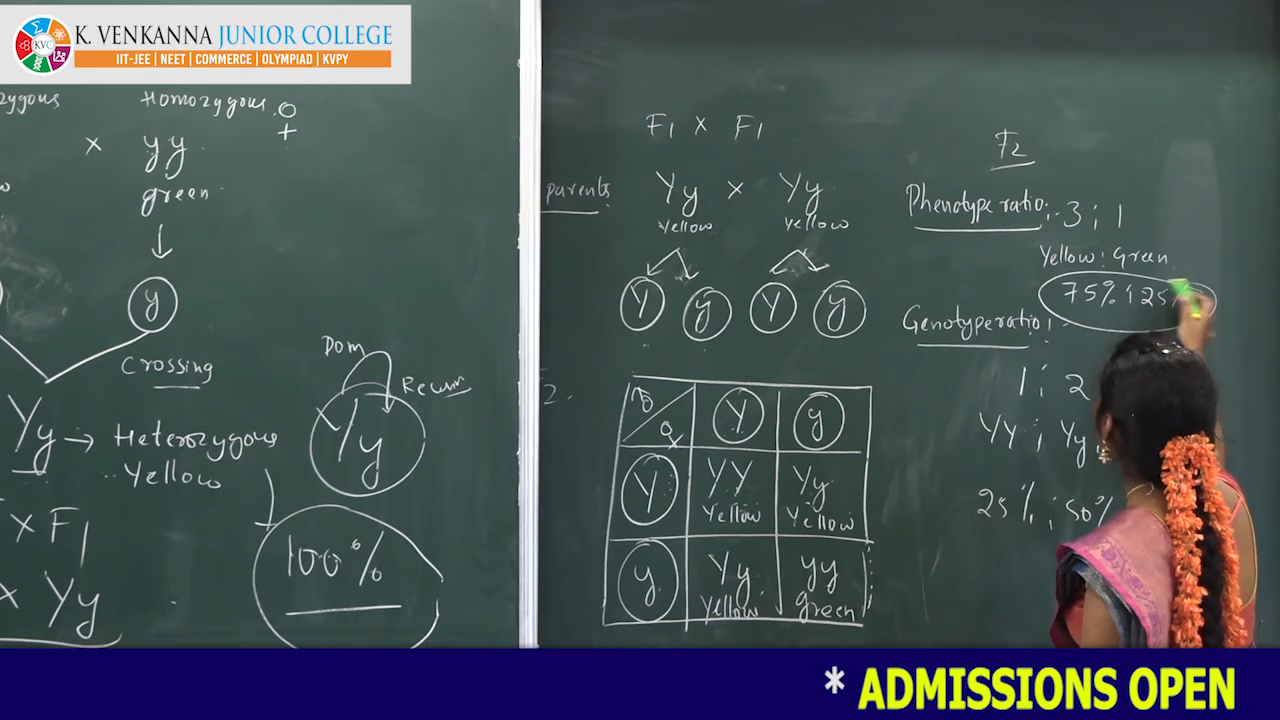 K. VENKANNA JUNIOR COLLEGE
KVC
IIT-JEE | NEET | COMMERCE | OLYMPIAD | KVPY
zygous
Homozygous
♀
x yy
green
y
Crossing
Yy → Heterozygous
Yellow
x F1
x Yy
Dom
Yy
100%
F1 x F1
parents
Yy x Yy
Yellow Yellow
Y y Y y
2.
♂ Y y
♀
Y YY Yy
Yellow Yellow
y Yy yy
Yellow green
F2
Phenotype ratio:- 3 : 1
Yellow : Green
75% : 25
Genotype ratio:-
1 : 2
YY : Yy
25% : 50%
* ADMISSIONS OPEN